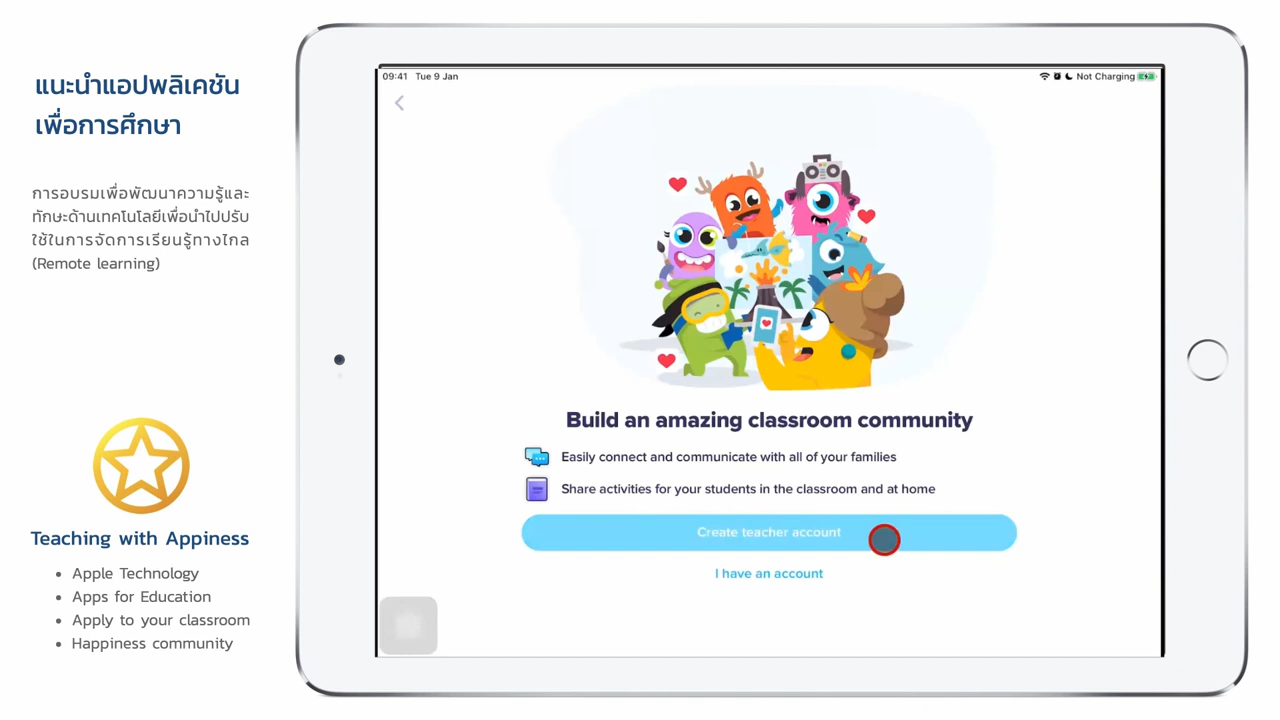 แนะนำแอปพลิเคชัน
เพื่อการศึกษา
การอบรมเพื่อพัฒนาความรู้และ
ทักษะด้านเทคโนโลยีเพื่อนำไปปรับ
ใช้ในการจัดการเรียนรู้ทางไกล
(Remote learning)
Teaching with Appiness
• Apple Technology
• Apps for Education
• Apply to your classroom
• Happiness community
09:41 Tue 9 Jan
Not Charging
Build an amazing classroom community
Easily connect and communicate with all of your families
Share activities for your students in the classroom and at home
Create teacher account
I have an account